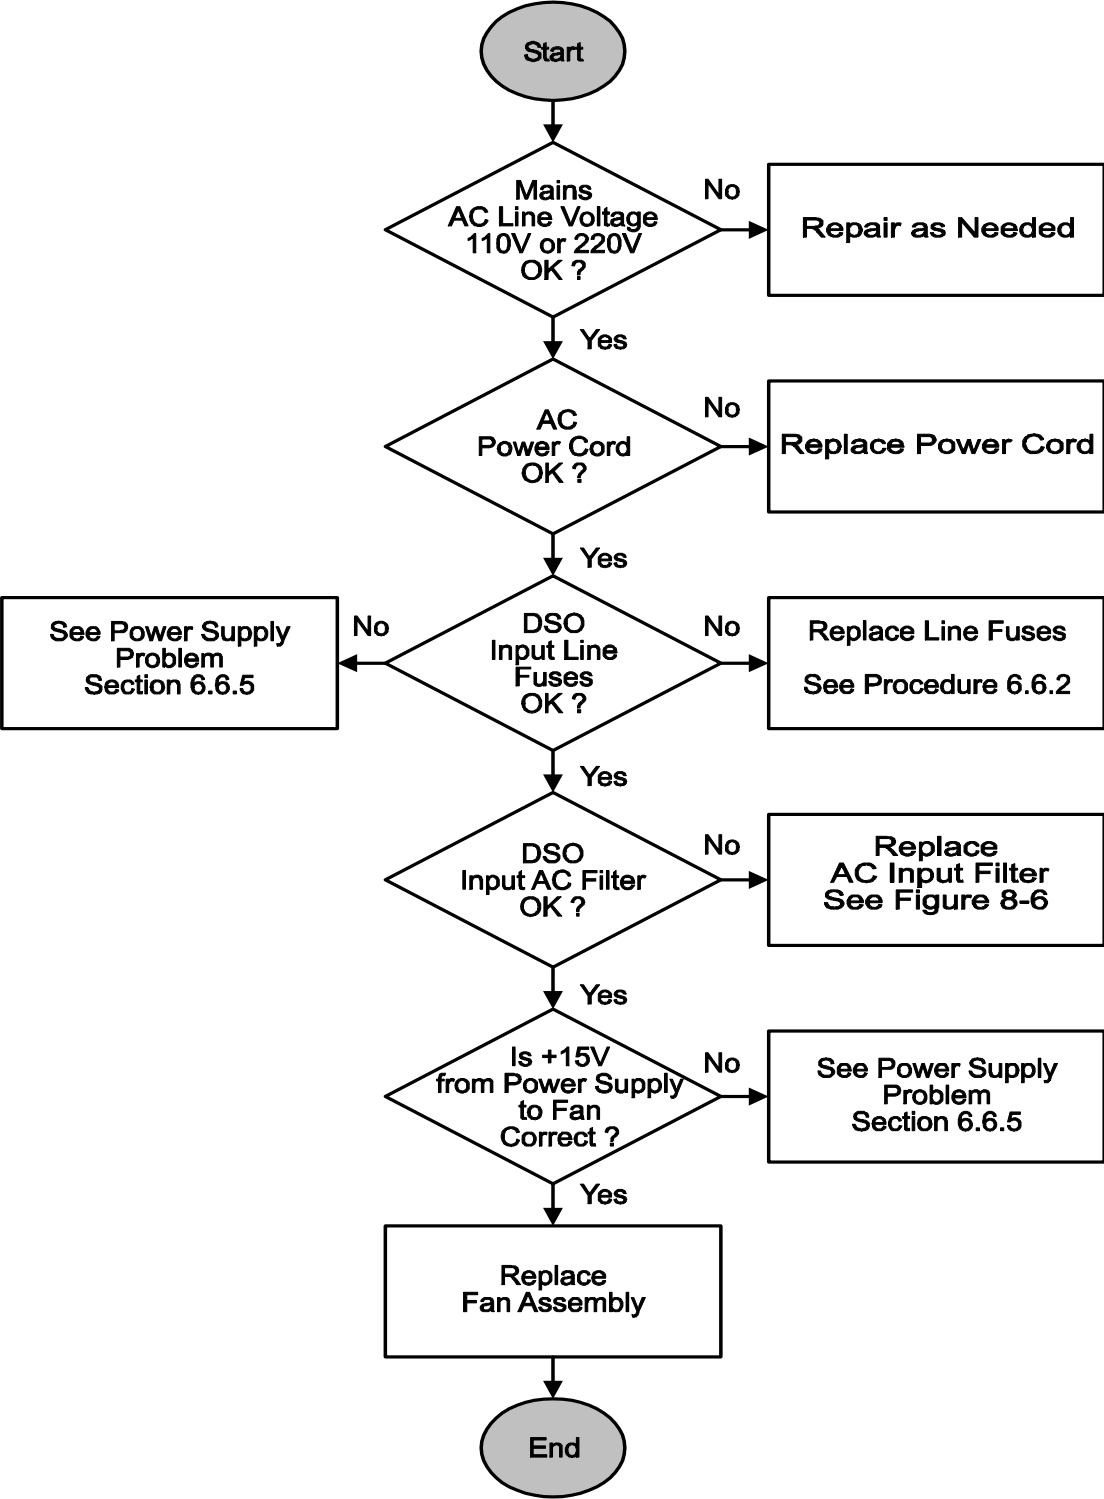 Start
Mains
AC Line Voltage
110V or 220V
OK ?
No
Repair as Needed
Yes
AC
Power Cord
OK ?
No
Replace Power Cord
Yes
See Power Supply
Problem
Section 6.6.5
No
DSO
Input Line
Fuses
OK ?
No
Replace Line Fuses
See Procedure 6.6.2
Yes
DSO
Input AC Filter
OK ?
No
Replace
AC Input Filter
See Figure 8-6
Yes
Is +15V
from Power Supply
to Fan
Correct ?
No
See Power Supply
Problem
Section 6.6.5
Yes
Replace
Fan Assembly
End